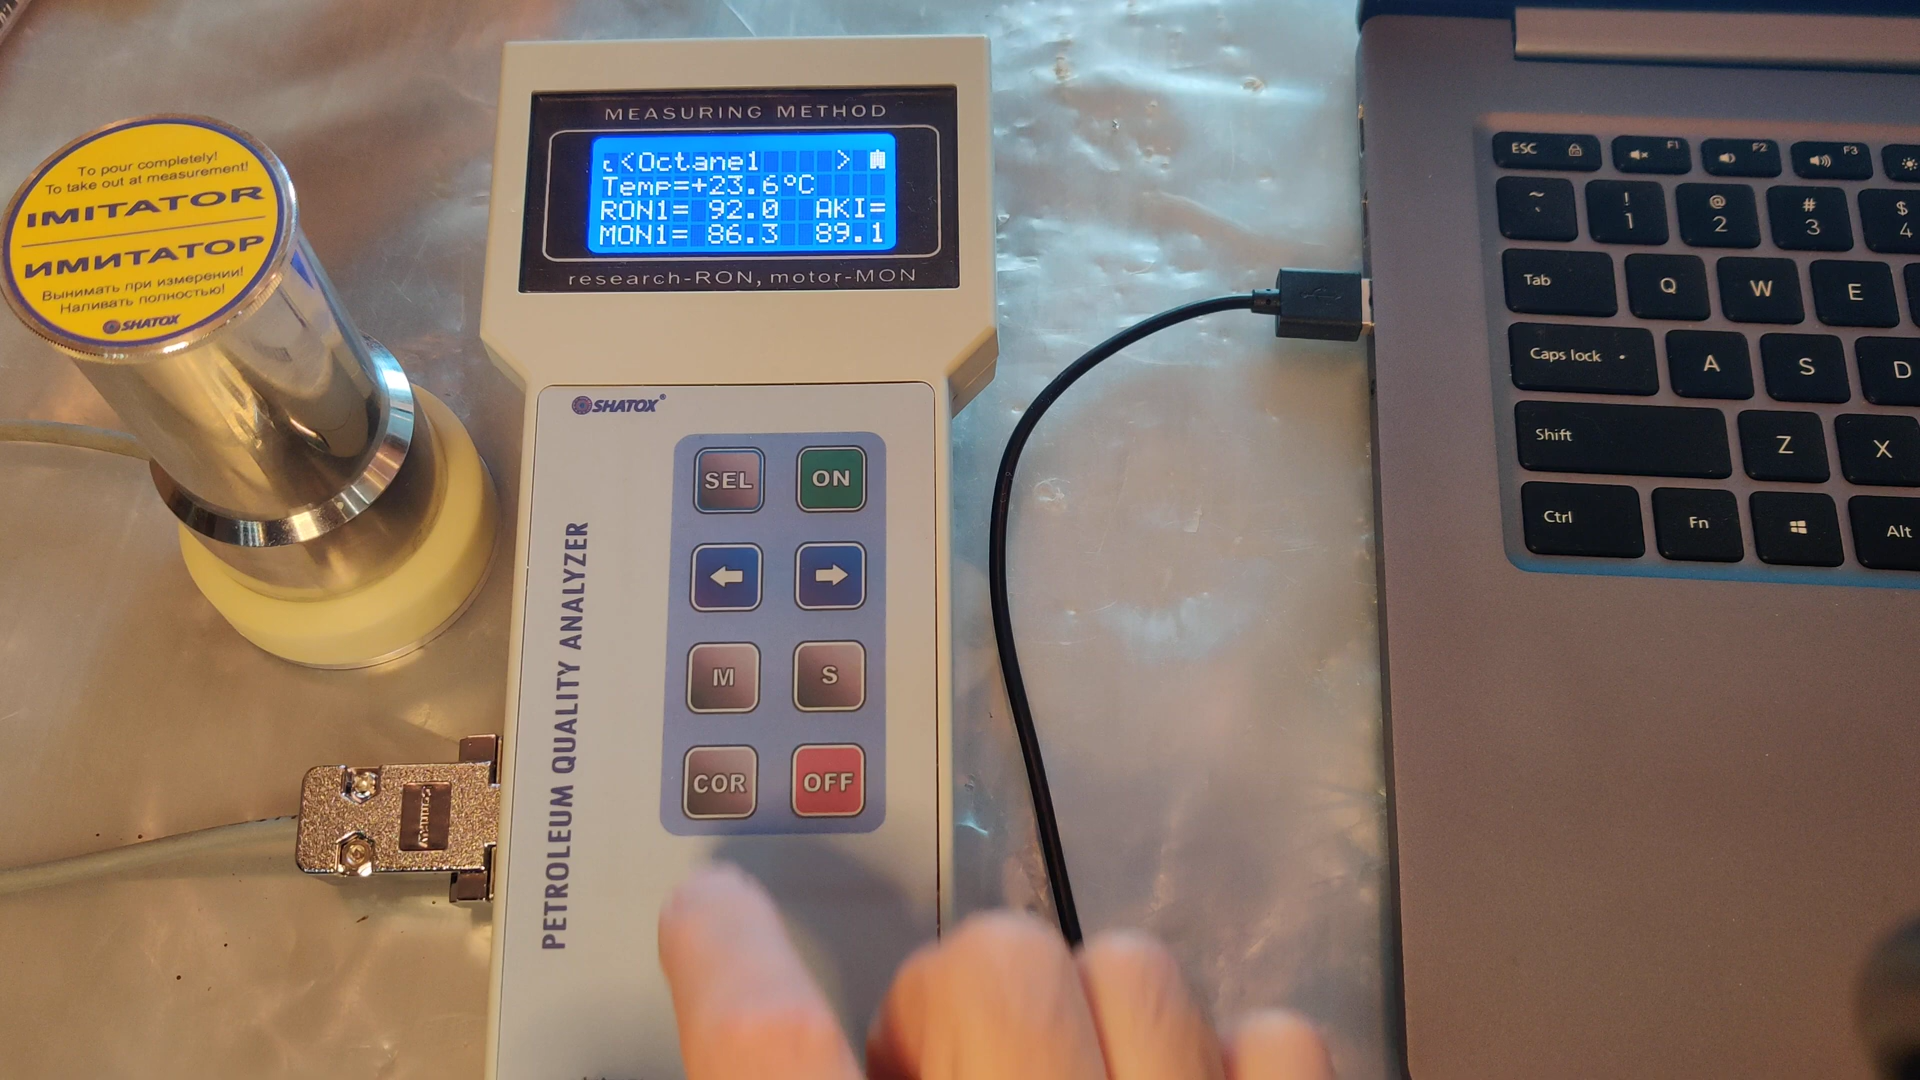 To pour completely!
To take out at measurement!
IMITATOR
ИМИТАТОР
Вынимать при измерении!
Наливать полностью!
SHATOX
MEASURING METHOD
<Octane1 >
Temp=+23.6°C
RON1= 92.0 AKI=
MON1= 86.3 89.1
research-RON, motor-MON
SHATOX®
PETROLEUM QUALITY ANALYZER
SEL ON
M S
COR OFF
ESC F1 F2 F3
~ ! @ # $
` 1 2 3 4
Tab Q W E
Caps lock A S D
Shift Z X
Ctrl Fn Alt